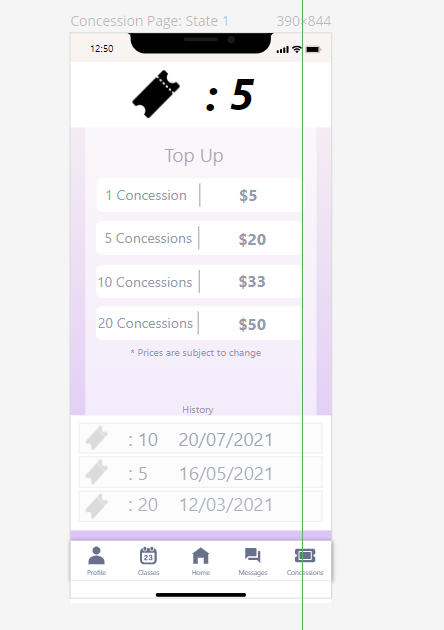 Concession Page: State 1 390×844
12:50
: 5
Top Up
1 Concession $5
5 Concessions $20
10 Concessions $33
20 Concessions $50
* Prices are subject to change
History
: 10 20/07/2021
: 5 16/05/2021
: 20 12/03/2021
23
Profile Classes Home Messages Concessions